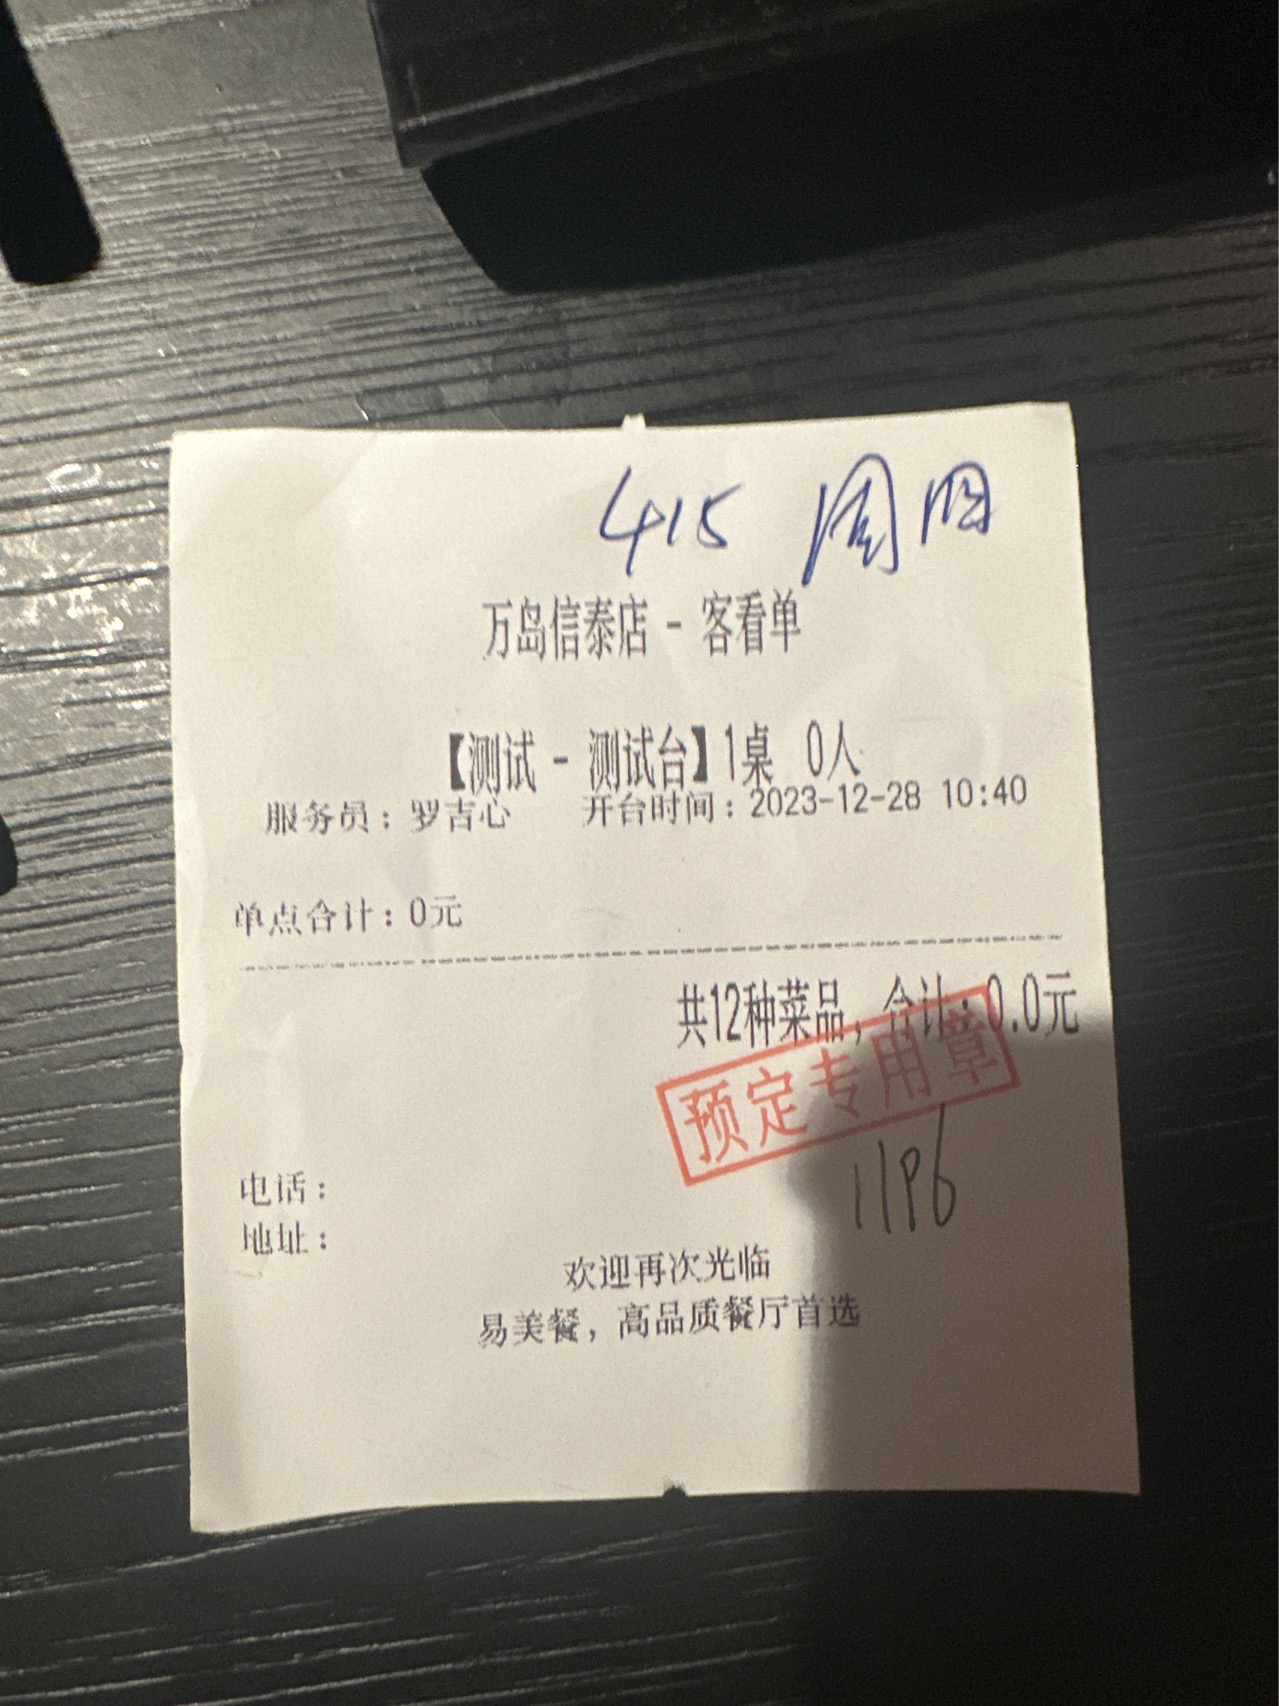 415 周阳
万岛信泰店 - 客看单
【测试 - 测试台】1桌 0人
服务员：罗吉心 开台时间：2023-12-28 10:40
单点合计：0元
共12种菜品，合计：0.0元
预定专用章
1196
电话：
地址：
欢迎再次光临
易美餐，高品质餐厅首选